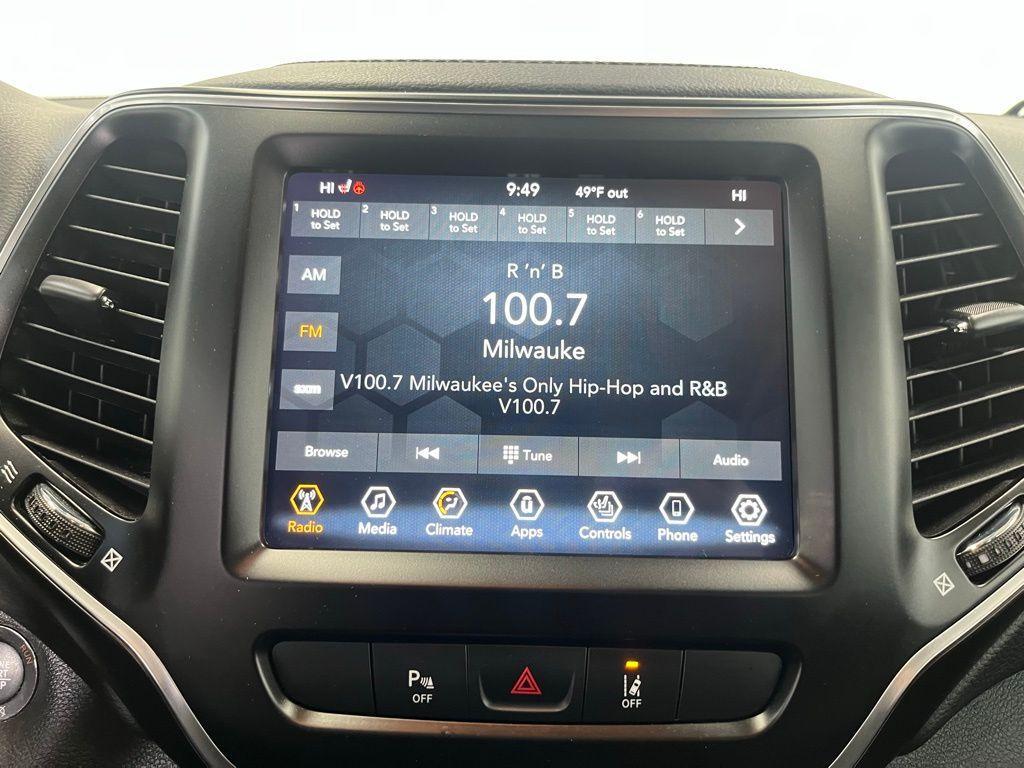 HI 9:49 49°F out HI
1 HOLD to Set 2 HOLD to Set 3 HOLD to Set 4 HOLD to Set 5 HOLD to Set 6 HOLD to Set
AM
R 'n' B
100.7
FM
Milwauke
sxm
V100.7 Milwaukee's Only Hip-Hop and R&B
V100.7
Browse Tune Audio
Radio Media Climate Apps Controls Phone Settings
RUN
P OFF
OFF